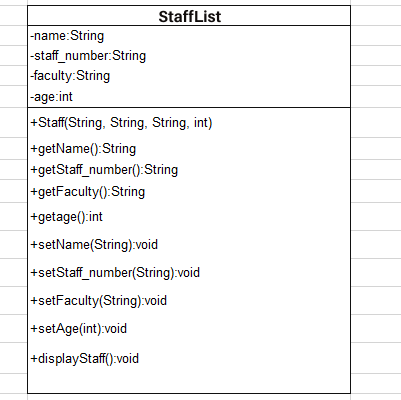 StaffList
-name:String
-staff_number:String
-faculty:String
-age:int
+Staff(String, String, String, int)
+getName():String
+getStaff_number():String
+getFaculty():String
+getage():int
+setName(String):void
+setStaff_number(String):void
+setFaculty(String):void
+setAge(int):void
+displayStaff():void